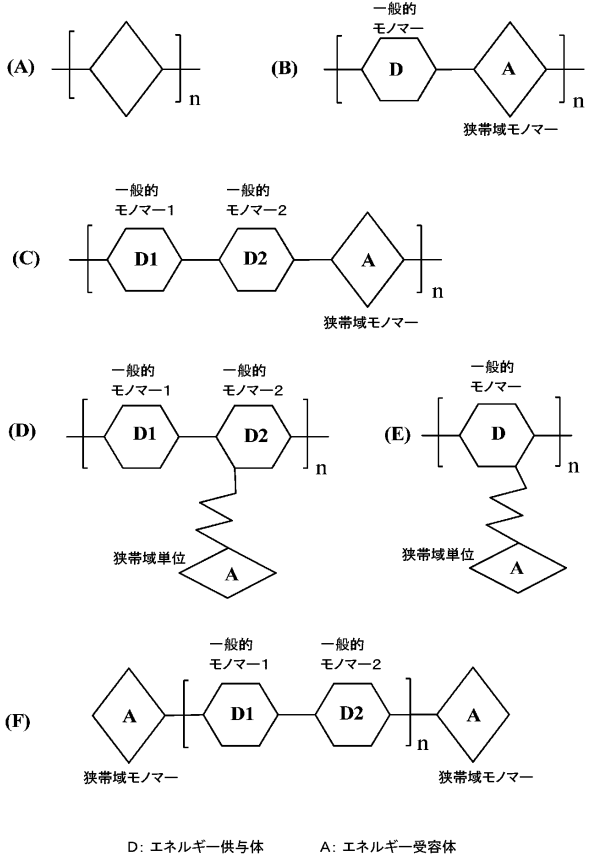 (A)
n
一般的
モノマー
(B)
D
A
n
狭帯域モノマー
一般的
モノマー1
一般的
モノマー2
(C)
D1
D2
A
n
狭帯域モノマー
一般的
モノマー1
一般的
モノマー2
(D)
D1
D2
n
狭帯域単位
A
一般的
モノマー
(E)
D
n
狭帯域単位
A
一般的
モノマー1
一般的
モノマー2
(F)
A
D1
D2
n
A
狭帯域モノマー
狭帯域モノマー
D: エネルギー供与体
A: エネルギー受容体